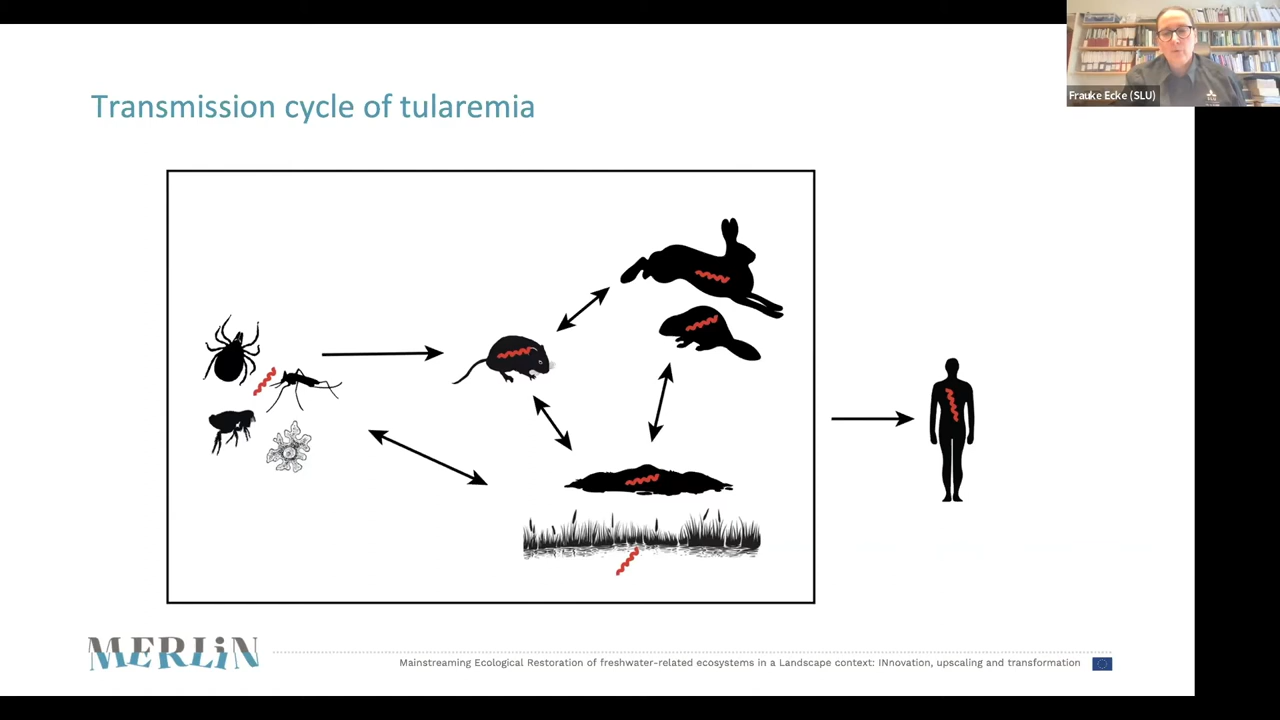 Frauke Ecke (SLU)
SLU
Transmission cycle of tularemia
MERLiN
Mainstreaming Ecological Restoration of freshwater-related ecosystems in a Landscape context: INnovation, upscaling and transformation